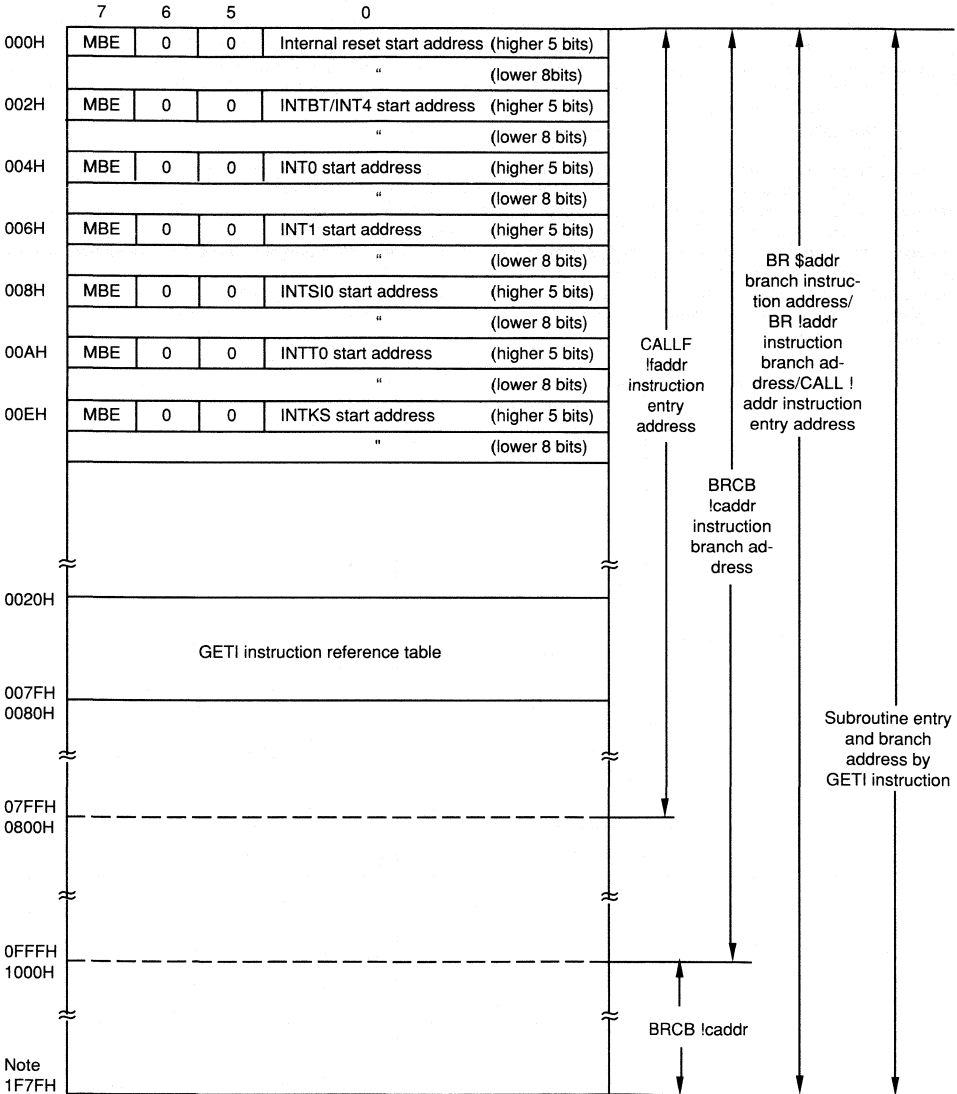 7 6 5 0
000H MBE 0 0 Internal reset start address (higher 5 bits)
“ (lower 8bits)
002H MBE 0 0 INTBT/INT4 start address (higher 5 bits)
“ (lower 8 bits)
004H MBE 0 0 INT0 start address (higher 5 bits)
“ (lower 8 bits)
006H MBE 0 0 INT1 start address (higher 5 bits)
“ (lower 8 bits)
008H MBE 0 0 INTSI0 start address (higher 5 bits)
“ (lower 8 bits)
00AH MBE 0 0 INTT0 start address (higher 5 bits)
“ (lower 8 bits)
00EH MBE 0 0 INTKS start address (higher 5 bits)
" (lower 8 bits)
0020H
GETI instruction reference table
007FH
0080H
07FFH
0800H
0FFFH
1000H
Note
1F7FH
CALLF
!faddr
instruction
entry
address
BRCB
!caddr
instruction
branch ad-
dress
BR $addr
branch instruc-
tion address/
BR !addr
instruction
branch ad-
dress/CALL !
addr instruction
entry address
Subroutine entry
and branch
address by
GETI instruction
BRCB !caddr